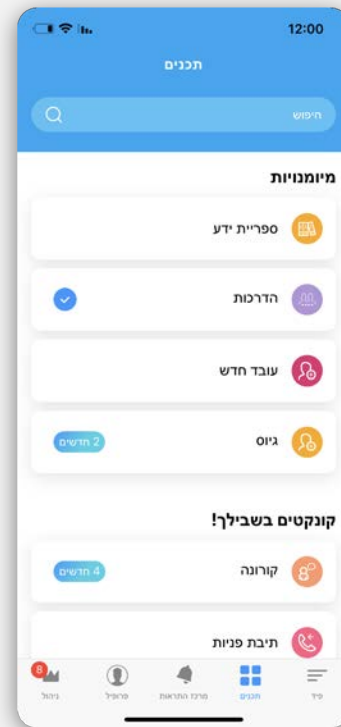 12:00
תכנים
חיפוש
מיומנויות
ספריית ידע
הדרכות
עובד חדש
גיוס
2 חדשים
קונקטים בשבילך!
קורונה
4 חדשים
תיבת פניות
8
פיד
תכנים
מרכז התראות
פרופיל
ניהול